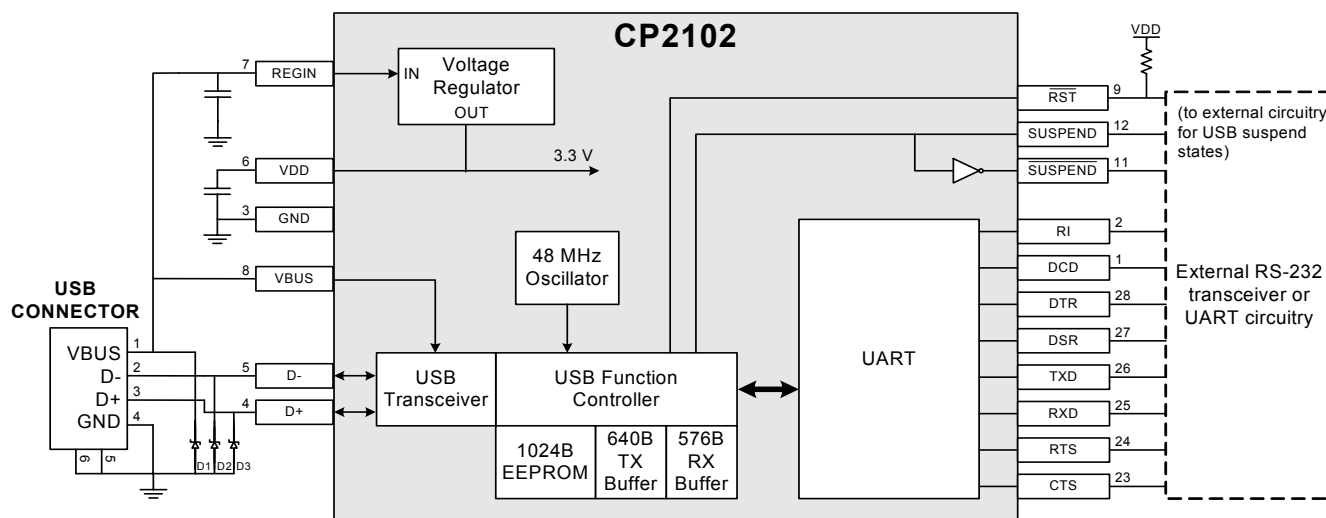 CP2102
USB
CONNECTOR
VBUS
1
D-
2
D+
3
GND
4
6
5
D1
D2
D3
7
REGIN
6
VDD
3
GND
8
VBUS
5
D-
4
D+
IN
Voltage
Regulator
OUT
3.3 V
48 MHz
Oscillator
USB
Transceiver
USB Function
Controller
1024B
EEPROM
640B
TX
Buffer
576B
RX
Buffer
UART
VDD
RST
9
SUSPEND
12
SUSPEND
11
RI
2
DCD
1
DTR
28
DSR
27
TXD
26
RXD
25
RTS
24
CTS
23
(to external circuitry
for USB suspend
states)
External RS-232
transceiver or
UART circuitry